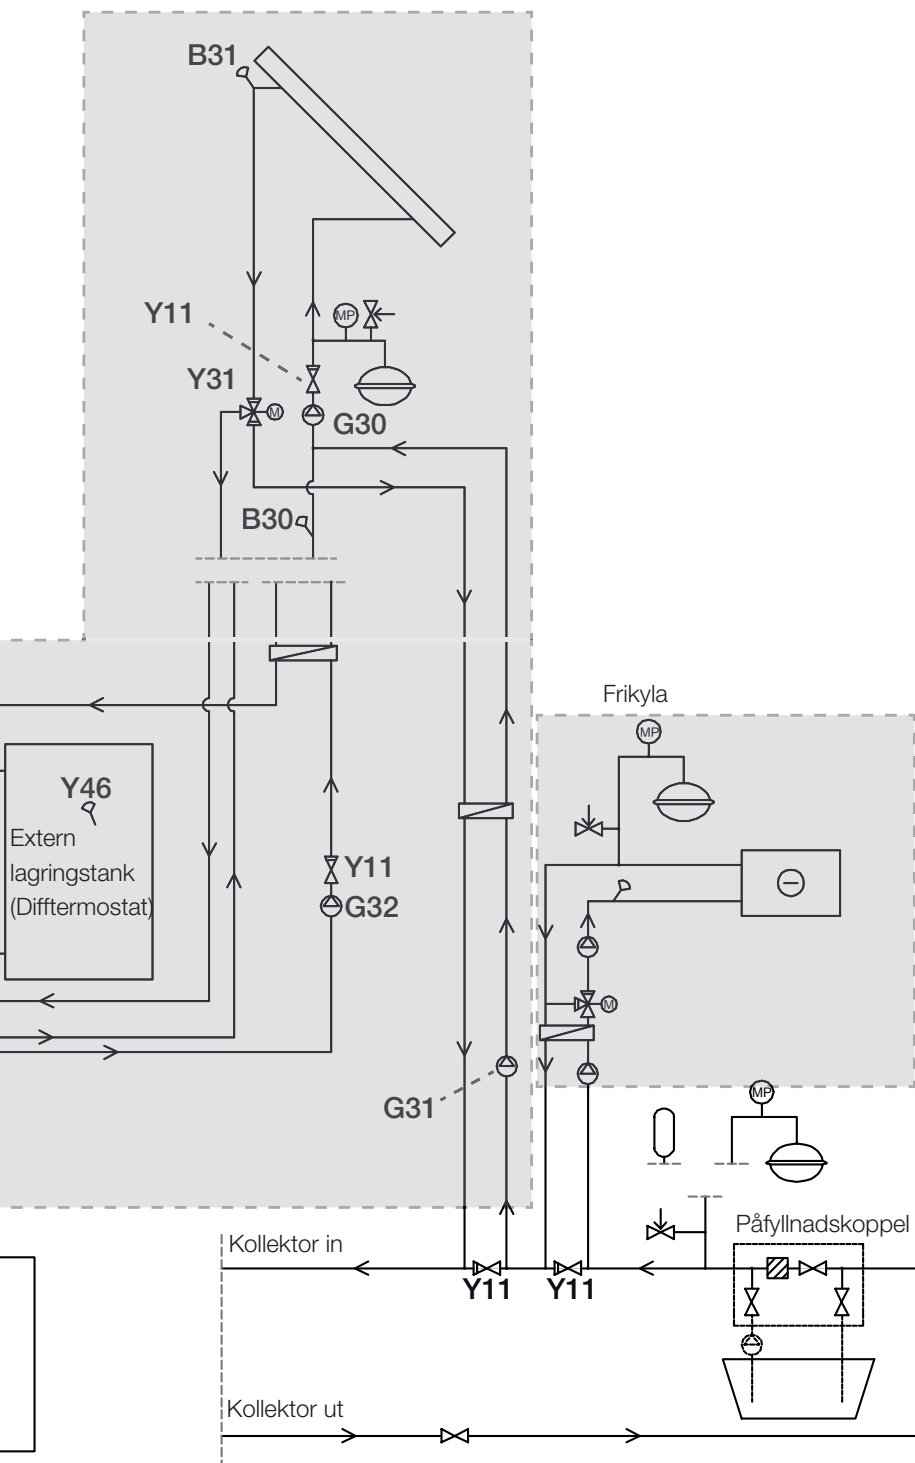 B31
Y11
MP
Y31
M
G30
B30
Frikyla
MP
Y46
Extern
lagringstank
(Difftermostat)
Y11
G32
M
G31
MP
Påfyllnadskoppel
Kollektor in
Y11
Y11
Kollektor ut